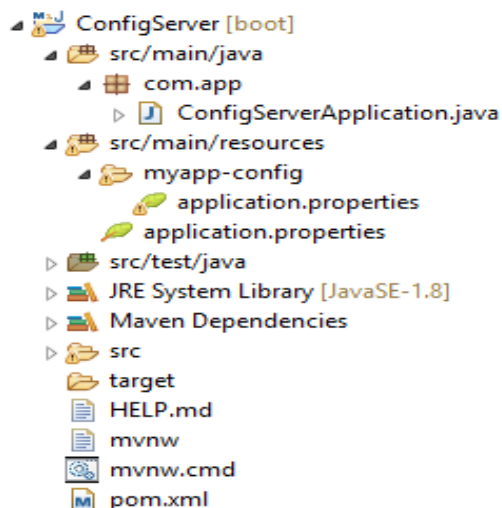 ConfigServer [boot]
src/main/java
com.app
ConfigServerApplication.java
src/main/resources
myapp-config
application.properties
application.properties
src/test/java
JRE System Library [JavaSE-1.8]
Maven Dependencies
src
target
HELP.md
mvnw
mvnw.cmd
pom.xml